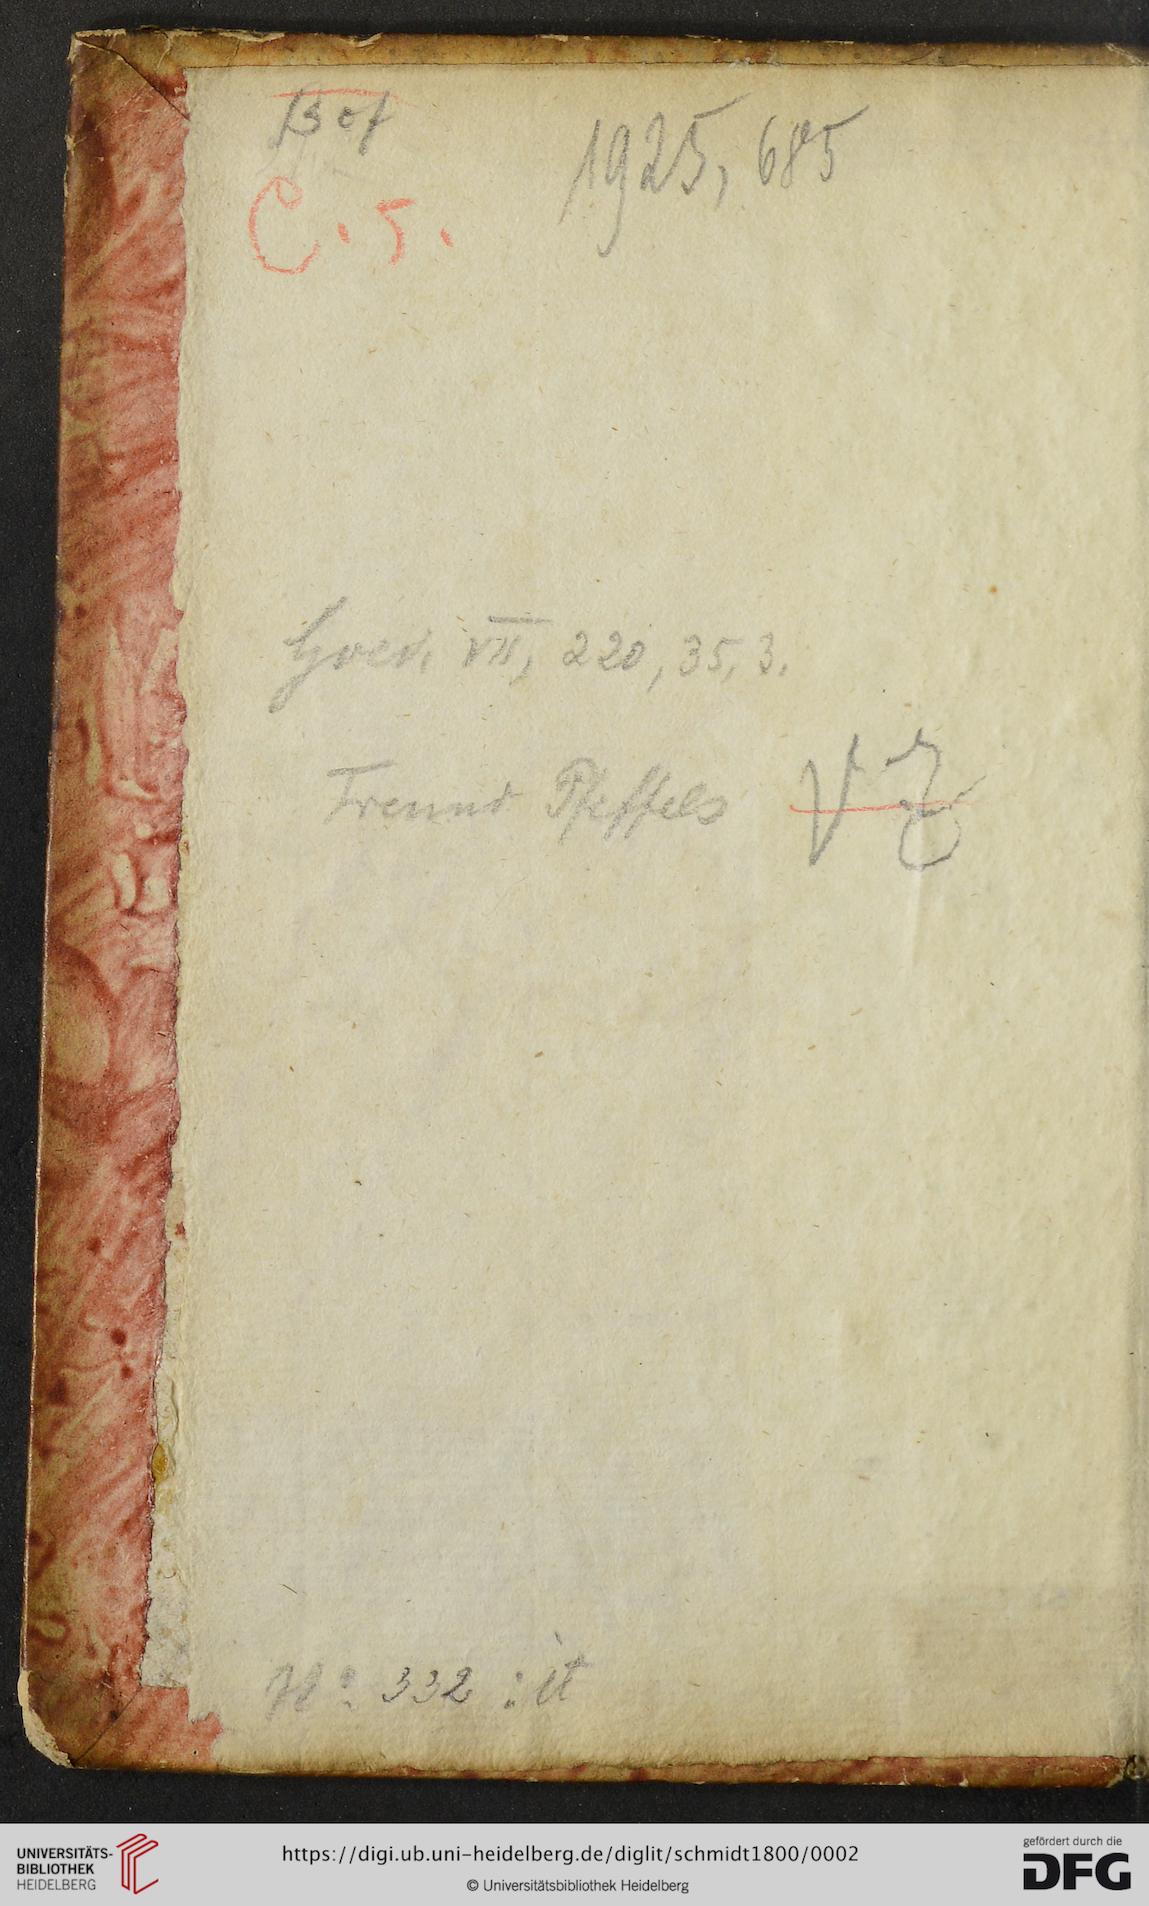 1925, 685
C. 5.
Goed. VII, 220, 35, 3.
Freund Pfeffels
No 332 : it
UNIVERSITÄTS-
BIBLIOTHEK
HEIDELBERG
https://digi.ub.uni-heidelberg.de/diglit/schmidt1800/0002
© Universitätsbibliothek Heidelberg
gefördert durch die
DFG